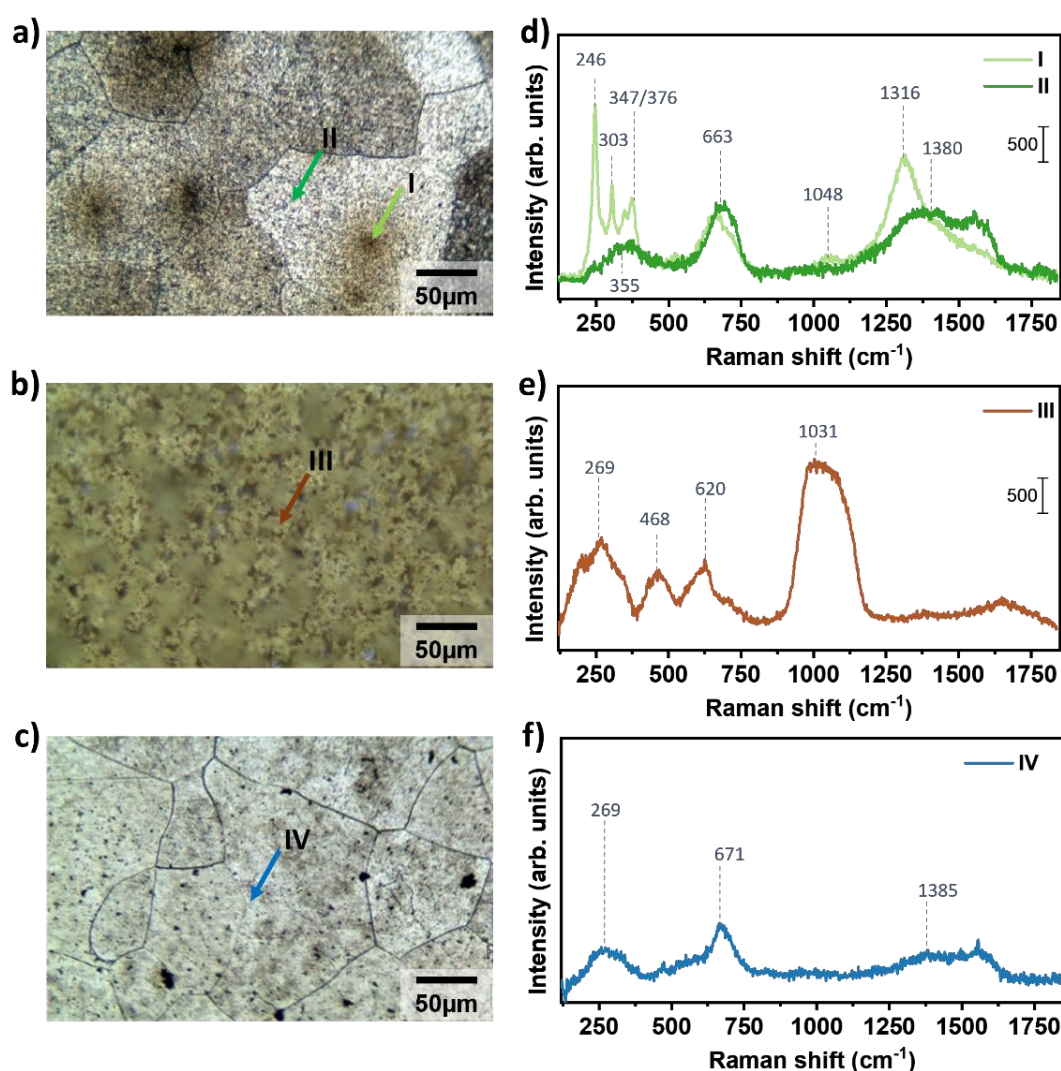 a)
II
I
50µm
d)
246
347/376
303
663
1048
1316
1380
355
I
II
500
Intensity (arb. units)
250 500 750 1000 1250 1500 1750
Raman shift (cm⁻¹)
b)
III
50µm
e)
269
468
620
1031
III
500
Intensity (arb. units)
250 500 750 1000 1250 1500 1750
Raman shift (cm⁻¹)
c)
IV
50µm
f)
269
671
1385
IV
Intensity (arb. units)
250 500 750 1000 1250 1500 1750
Raman shift (cm⁻¹)